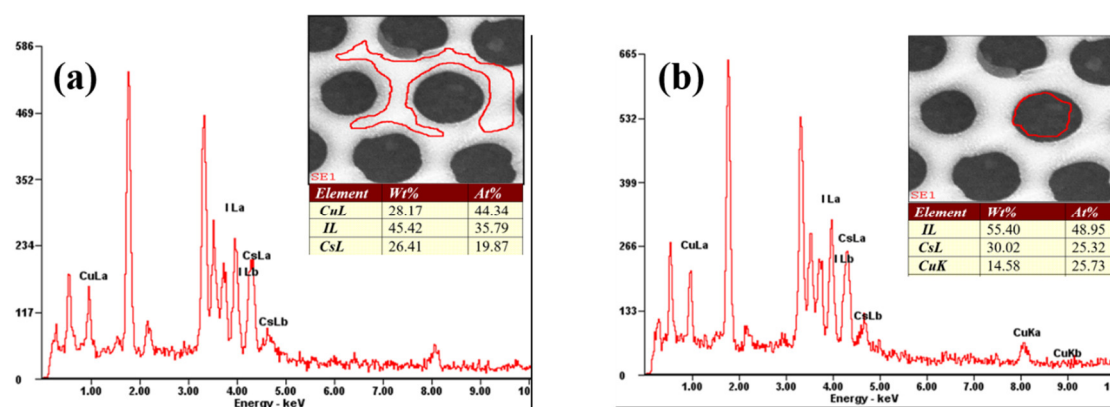 (a)
586
469
352
234
117
0
CuLa
I La
CsLa
I Lb
CsLb
1.00 2.00 3.00 4.00 5.00 6.00 7.00 8.00 9.00 10
Energy - keV
SE1
Element Wt% At%
CuL 28.17 44.34
IL 45.42 35.79
CsL 26.41 19.87
(b)
665
532
399
266
133
0
CuLa
I La
CsLa
I Lb
CsLb
CuKa
CuKb
1.00 2.00 3.00 4.00 5.00 6.00 7.00 8.00 9.00 10
Energy - keV
SE1
Element Wt% At%
IL 55.40 48.95
CsL 30.02 25.32
CuK 14.58 25.73